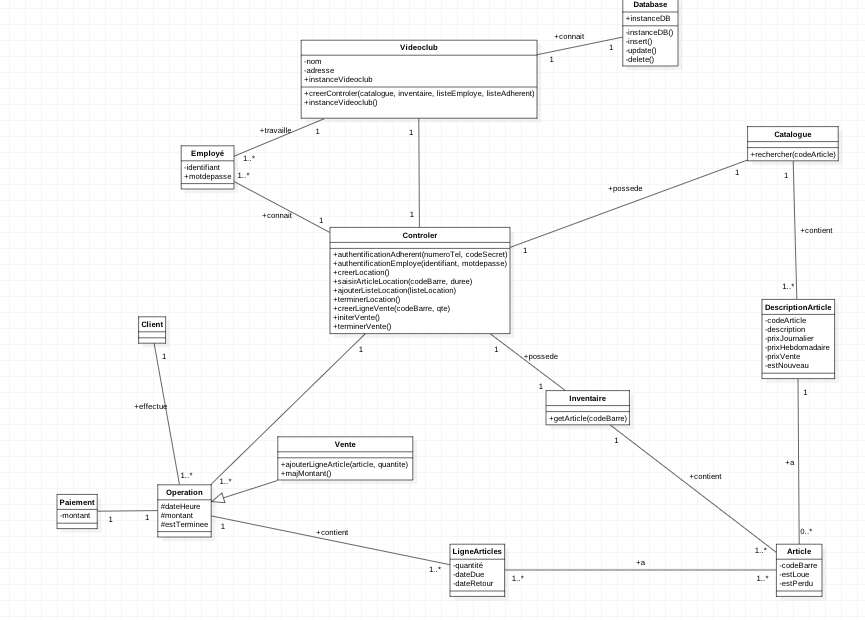 Database
+instanceDB
-instanceDB()
-insert()
-update()
-delete()
+connait
1
1
Videoclub
-nom
-adresse
+instanceVideoclub
+creerControler(catalogue, inventaire, listeEmploye, listeAdherent)
+instanceVideoclub()
+travaille
1
1
1..*
Employé
-identifiant
+motdepasse
1..*
+connait
1
1
Catalogue
+rechercher(codeArticle)
1
1
+possede
1
+contient
1..*
Controler
+authentificationAdherent(numeroTel, codeSecret)
+authentificationEmploye(identifiant, motdepasse)
+creerLocation()
+saisirArticleLocation(codeBarre, duree)
+ajouterListeLocation(listeLocation)
+terminerLocation()
+creerLigneVente(codeBarre, qte)
+initerVente()
+terminerVente()
1
1
+possede
1
DescriptionArticle
-codeArticle
-description
-prixJournalier
-prixHebdomadaire
-prixVente
-estNouveau
1
+a
0..*
Client
1
+effectue
1..*
Inventaire
+getArticle(codeBarre)
1
+contient
1..*
Vente
+ajouterLigneArticle(article, quantite)
+majMontant()
1..*
Operation
#dateHeure
#montant
#estTerminee
1
+contient
1..*
Paiement
-montant
1
1
LigneArticles
-quantité
-dateDue
-dateRetour
1..*
+a
1..*
Article
-codeBarre
-estLoue
-estPerdu